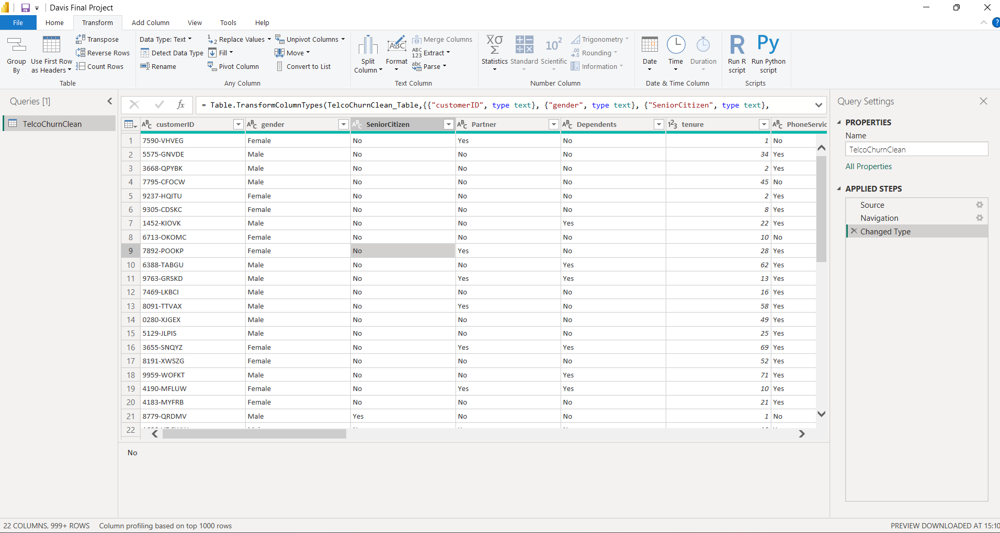 Davis Final Project
File Home Transform Add Column View Tools Help
Group By
Use First Row as Headers
Transpose
Reverse Rows
Count Rows
Table
Data Type: Text
Detect Data Type
Rename
Replace Values
Fill
Pivot Column
Unpivot Columns
Move
Convert to List
Any Column
Split Column
Format
Merge Columns
Extract
Parse
Text Column
Statistics
Standard
Scientific
Trigonometry
Rounding
Information
Number Column
Date
Time
Duration
Date & Time Column
Run R script
Run Python script
Scripts
Queries [1]
TelcoChurnClean
= Table.TransformColumnTypes(TelcoChurnClean_Table,{{"customerID", type text}, {"gender", type text}, {"SeniorCitizen", type text},
customerID gender SeniorCitizen Partner Dependents tenure PhoneServic
1 7590-VHVEG Female No Yes No 1 No
2 5575-GNVDE Male No No No 34 Yes
3 3668-QPYBK Male No No No 2 Yes
4 7795-CFOCW Male No No No 45 No
5 9237-HQITU Female No No No 2 Yes
6 9305-CDSKC Female No No No 8 Yes
7 1452-KIOVK Male No No Yes 22 Yes
8 6713-OKOMC Female No No No 10 No
9 7892-POOKP Female No Yes No 28 Yes
10 6388-TABGU Male No No Yes 62 Yes
11 9763-GRSKD Male No Yes Yes 13 Yes
12 7469-LKBCI Male No No No 16 Yes
13 8091-TTVAX Male No Yes No 58 Yes
14 0280-XJGEX Male No No No 49 Yes
15 5129-JLPIS Male No No No 25 Yes
16 3655-SNQYZ Female No Yes Yes 69 Yes
17 8191-XWSZG Female No No No 52 Yes
18 9959-WOFKT Male No No Yes 71 Yes
19 4190-MFLUW Female No Yes Yes 10 Yes
20 4183-MYFRB Female No No No 21 Yes
21 8779-QRDMV Male Yes No No 1 No
22
No
Query Settings
PROPERTIES
Name
TelcoChurnClean
All Properties
APPLIED STEPS
Source
Navigation
Changed Type
22 COLUMNS, 999+ ROWS Column profiling based on top 1000 rows
PREVIEW DOWNLOADED AT 15:10